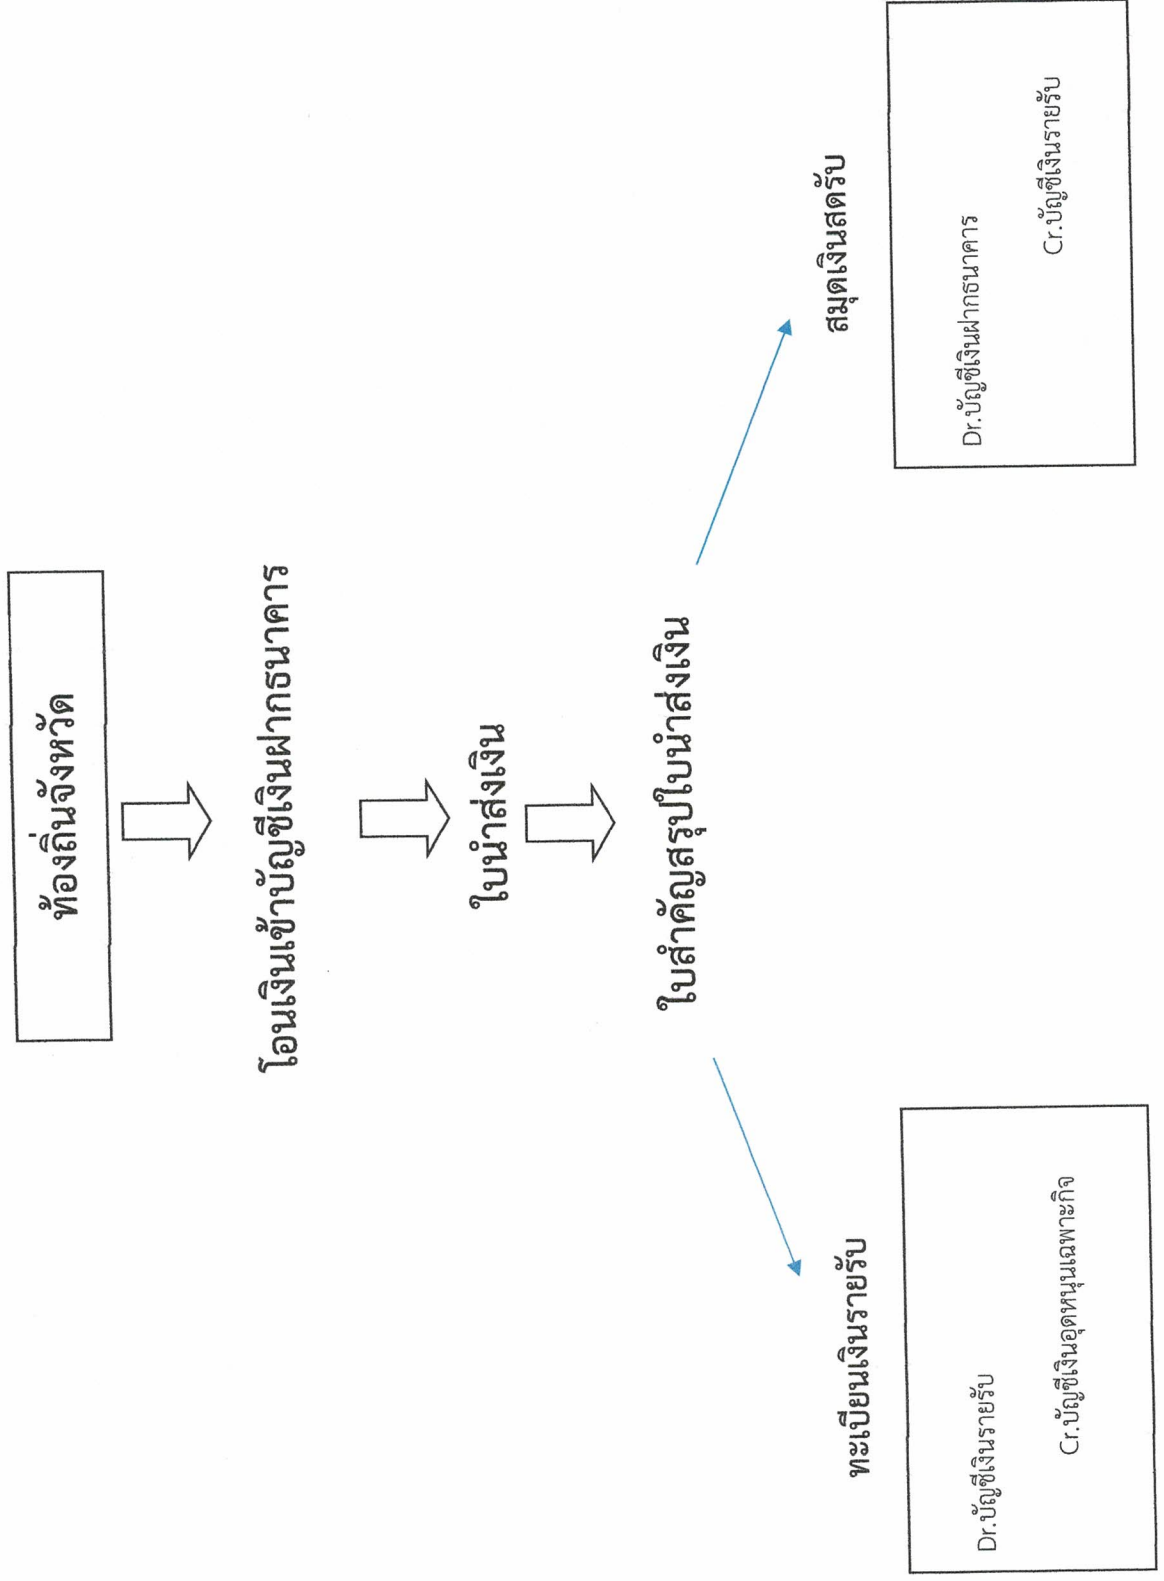 ท้องถิ่นจังหวัด
โอนเงินเข้าบัญชีเงินฝากธนาคาร
ใบนำส่งเงิน
ใบสำคัญสรุปใบนำส่งเงิน
ทะเบียนเงินรายรับ
Dr.บัญชีเงินรายรับ
Cr.บัญชีเงินอุดหนุนเฉพาะกิจ
สมุดเงินสดรับ
Dr.บัญชีเงินฝากธนาคาร
Cr.บัญชีเงินรายรับ